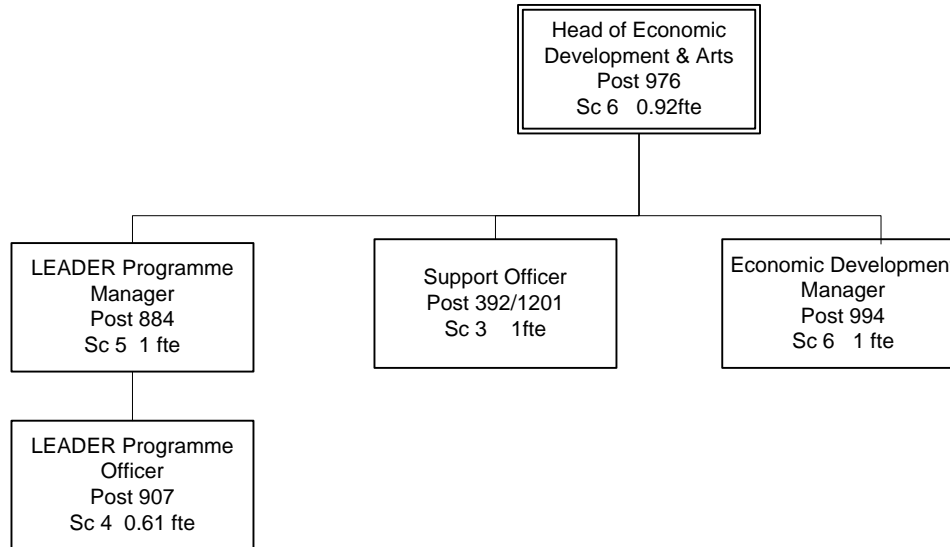 Head of Economic
Development & Arts
Post 976
Sc 6   0.92fte
LEADER Programme
Manager
Post 884
Sc 5  1 fte
Support Officer
Post 392/1201
Sc 3    1fte
Economic Developmen
Manager
Post 994
Sc 6   1 fte
LEADER Programme
Officer
Post 907
Sc 4  0.61 fte